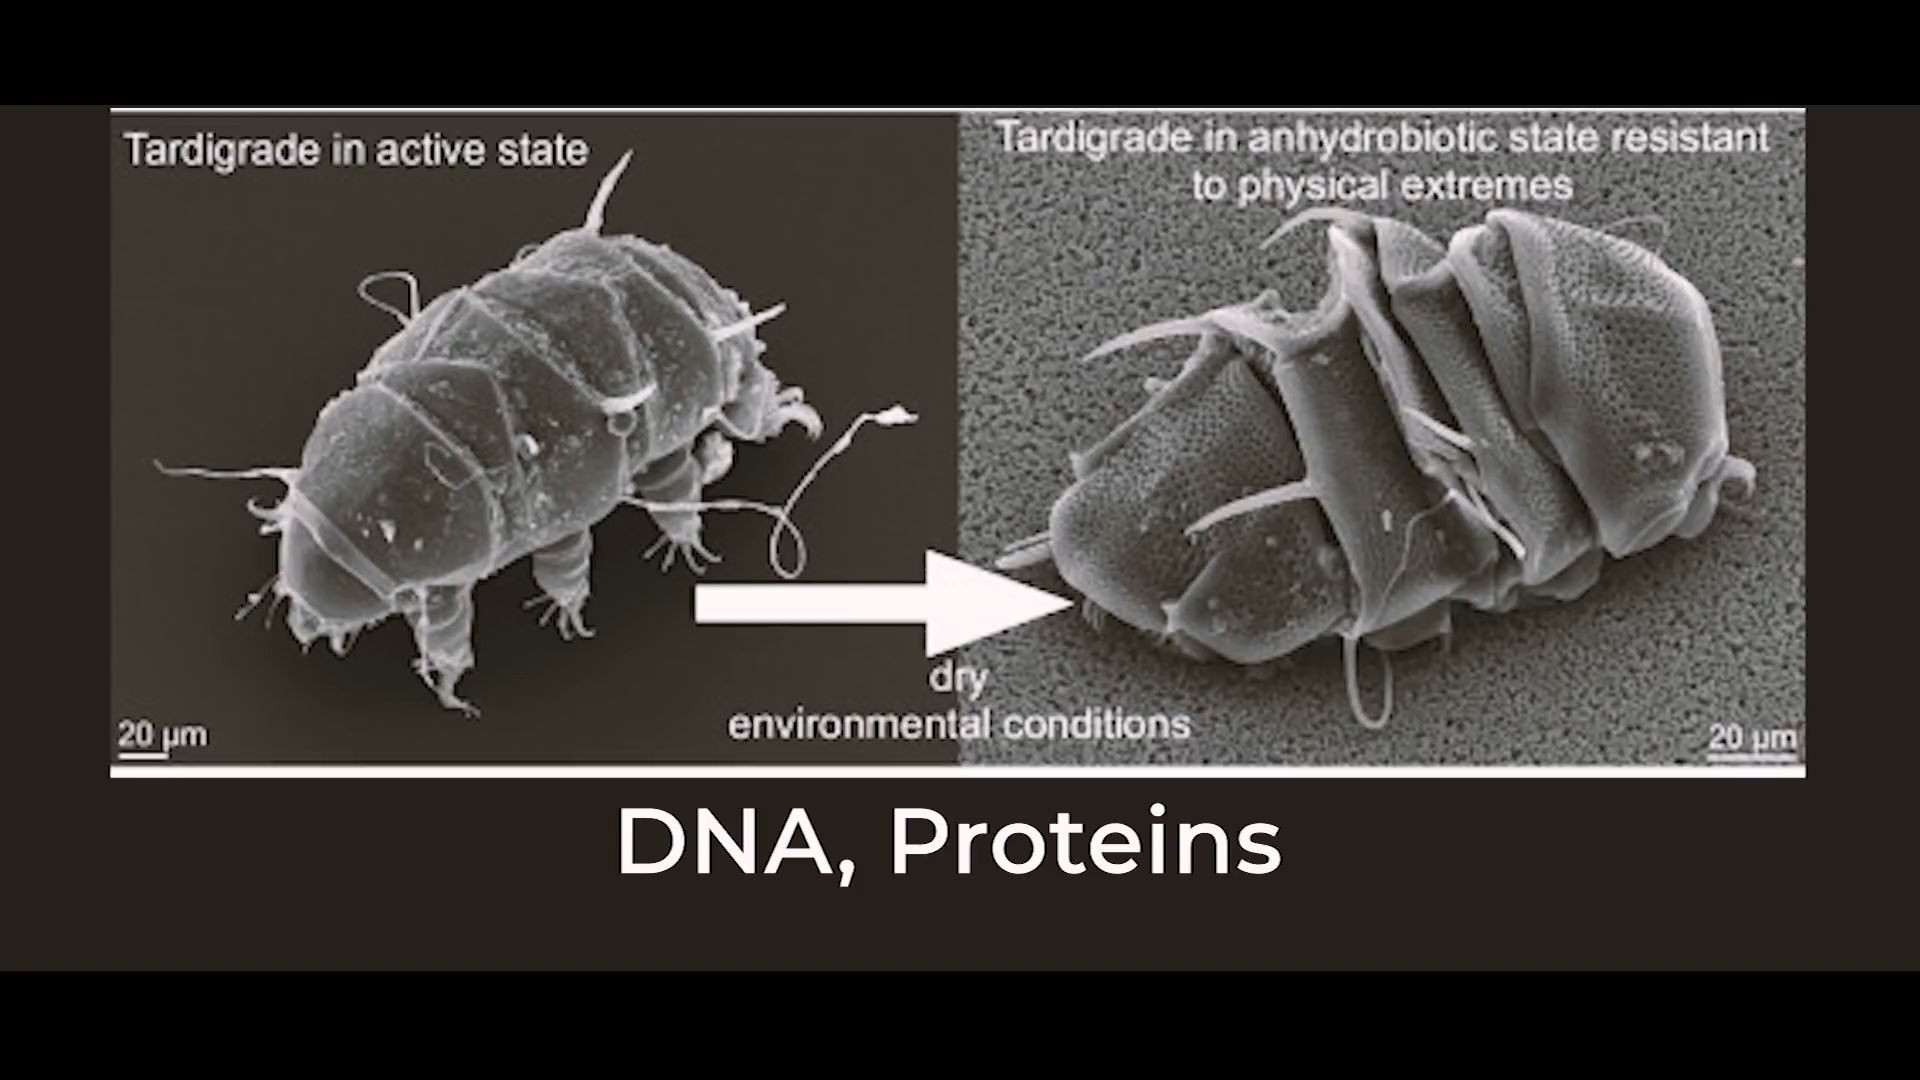 Tardigrade in active state
Tardigrade in anhydrobiotic state resistant
to physical extremes
dry
environmental conditions
20 µm
20 µm
DNA, Proteins